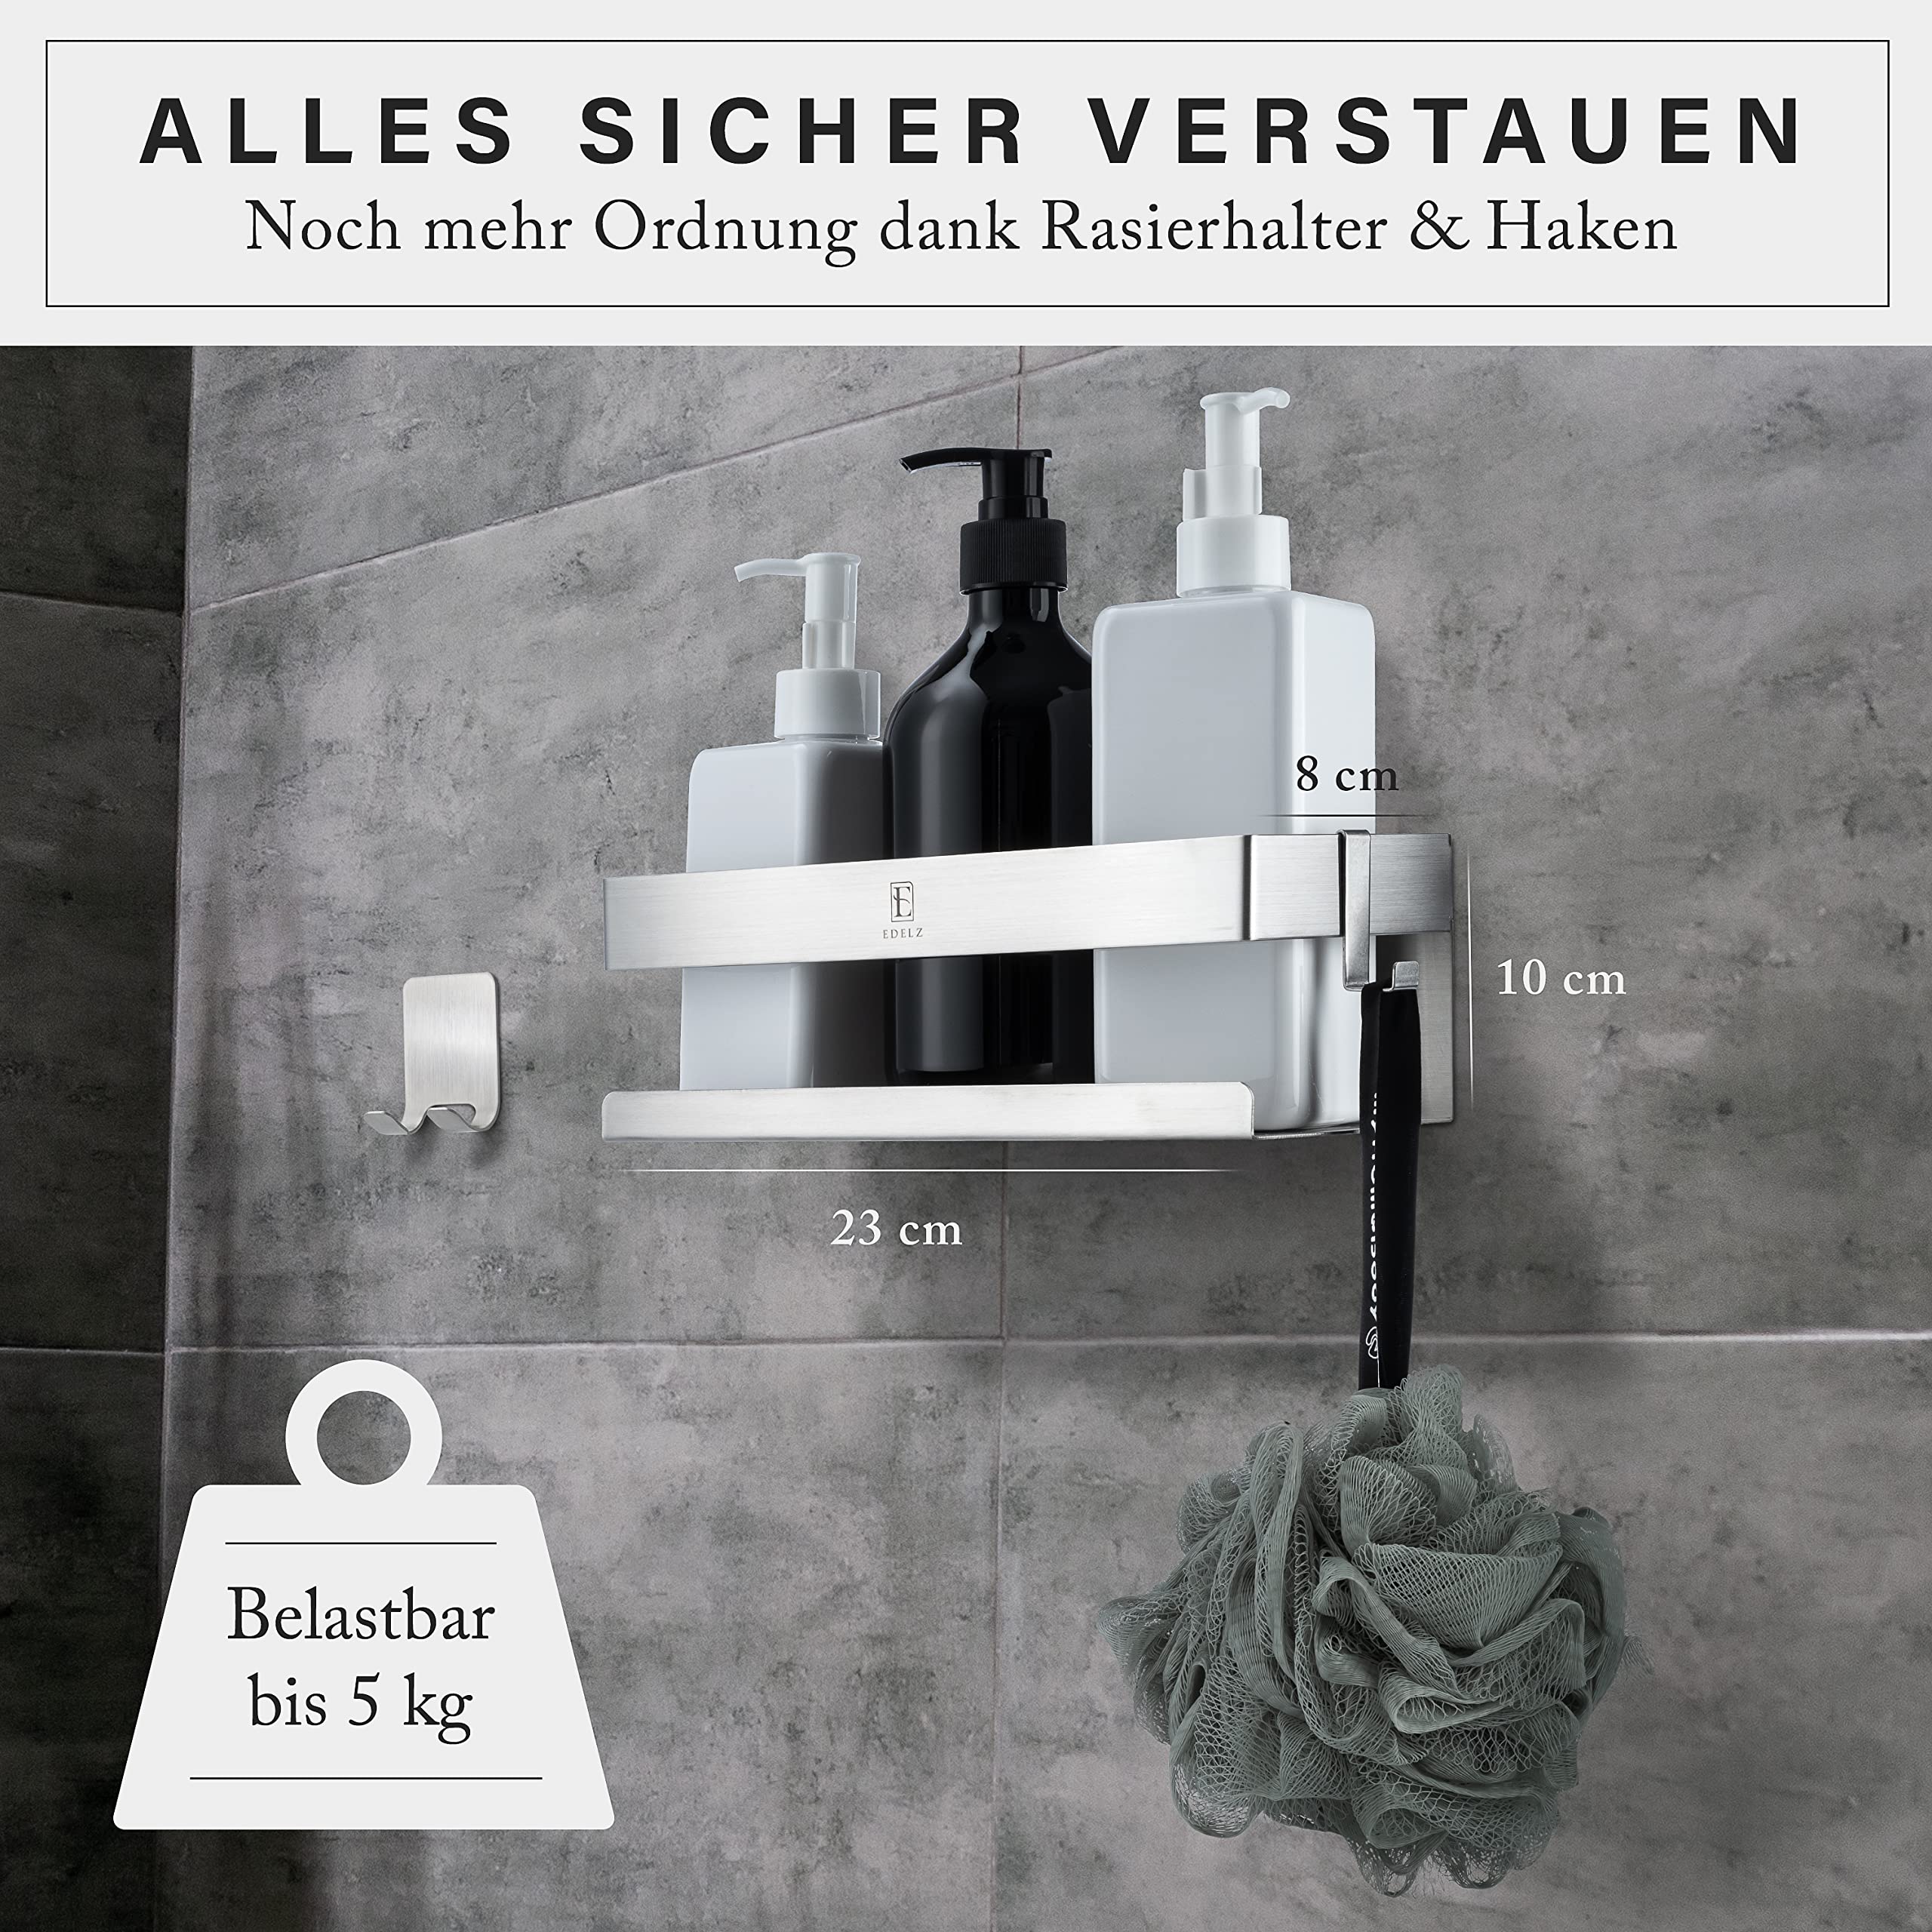 ALLES SICHER VERSTAUEN
Noch mehr Ordnung dank Rasierhalter & Haken
8 cm
E
EDELZ
10 cm
23 cm
Belastbar
bis 5 kg